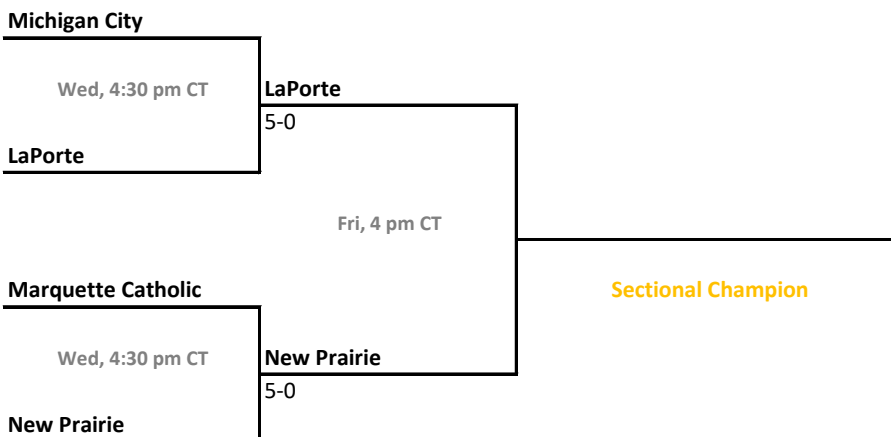 Michigan City
Wed, 4:30 pm CT
LaPorte
5-0
LaPorte
Fri, 4 pm CT
Marquette Catholic
Sectional Champion
Wed, 4:30 pm CT
New Prairie
5-0
New Prairie